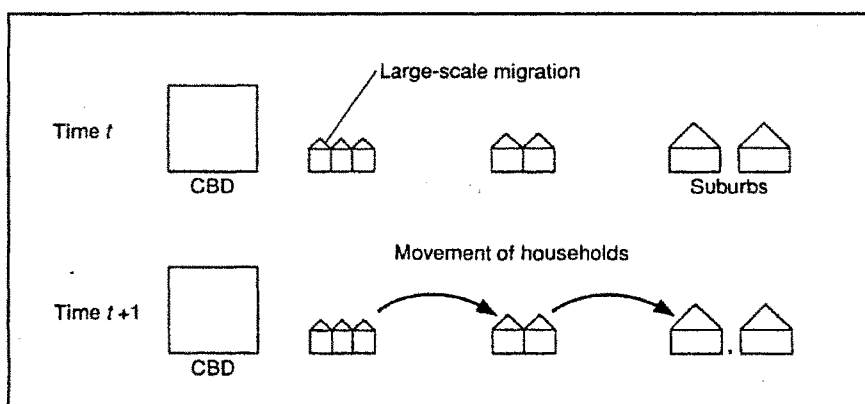 Large-scale migration
Time t
CBD
Suburbs
Movement of households
Time t+1
CBD